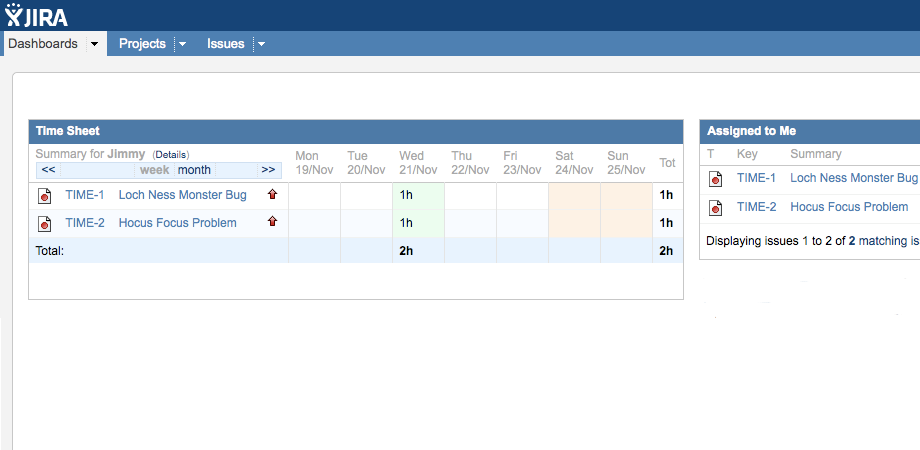 JIRA
Dashboards Projects Issues
Time Sheet
Summary for Jimmy (Details)
<< week month >>
Mon 19/Nov
Tue 20/Nov
Wed 21/Nov
Thu 22/Nov
Fri 23/Nov
Sat 24/Nov
Sun 25/Nov
Tot
TIME-1 Loch Ness Monster Bug 1h 1h
TIME-2 Hocus Focus Problem 1h 1h
Total: 2h 2h
Assigned to Me
T Key Summary
TIME-1 Loch Ness Monster Bug
TIME-2 Hocus Focus Problem
Displaying issues 1 to 2 of 2 matching is